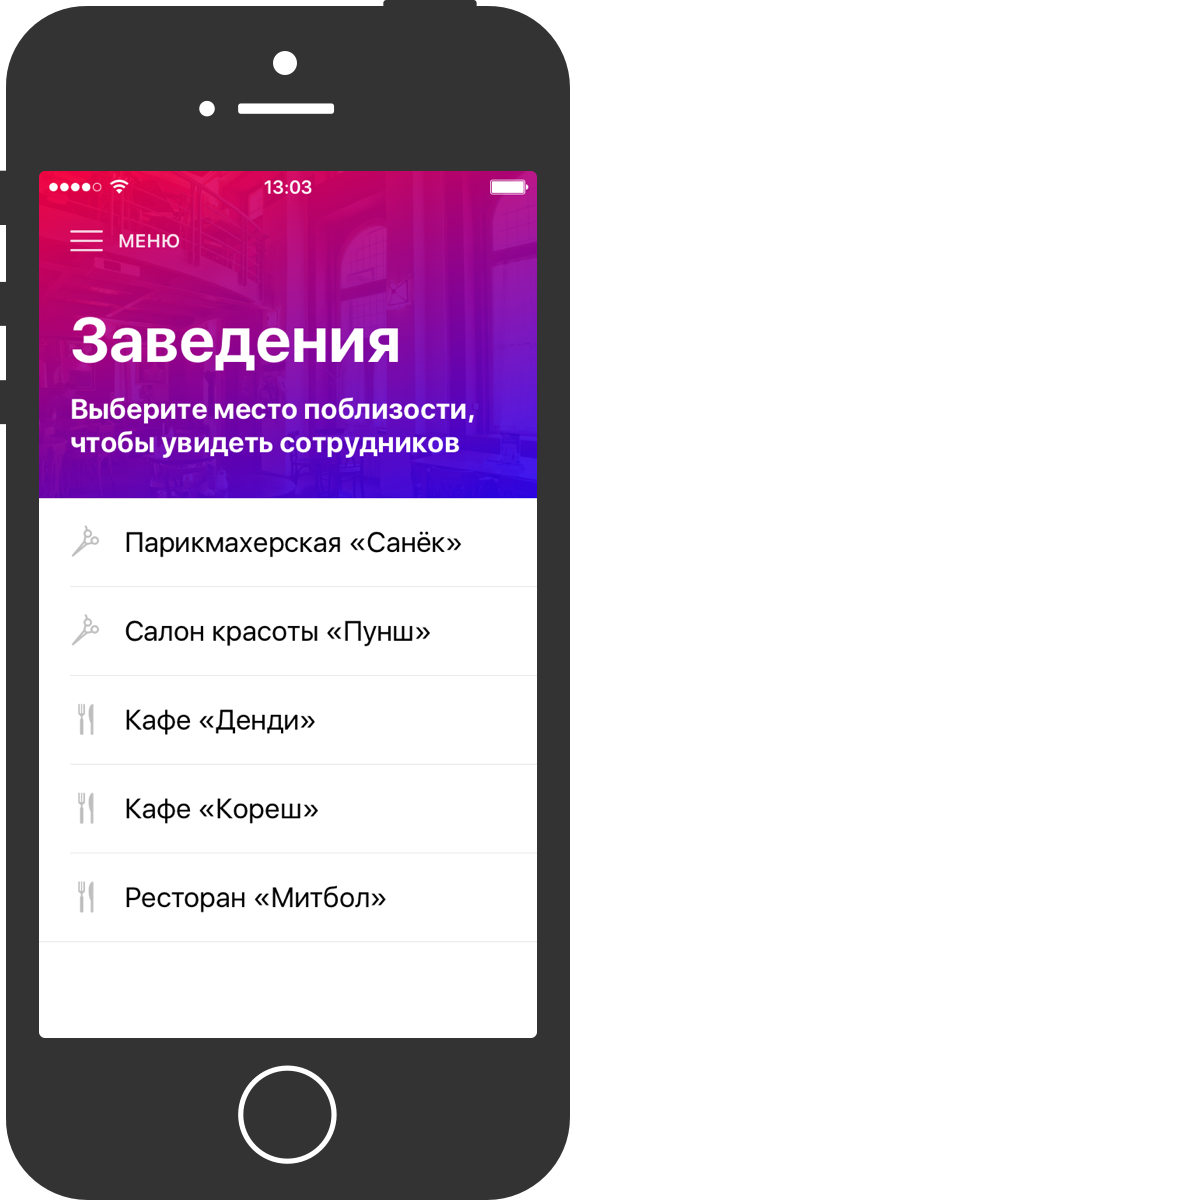 13:03
МЕНЮ
Заведения
Выберите место поблизости,
чтобы увидеть сотрудников
Парикмахерская «Санёк»
Салон красоты «Пунш»
Кафе «Денди»
Кафе «Кореш»
Ресторан «Митбол»